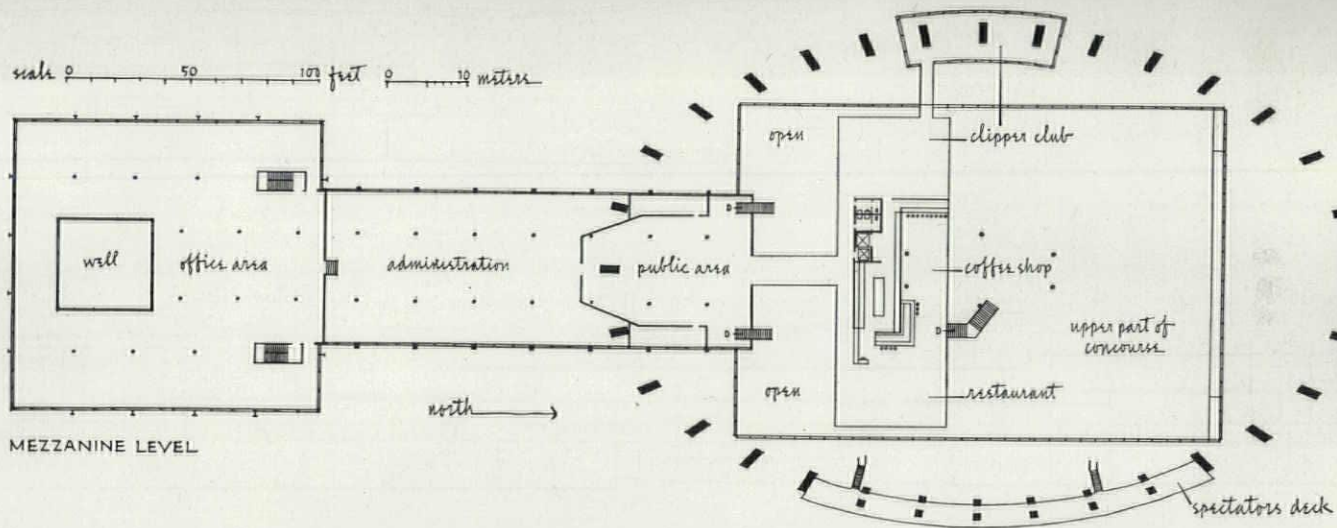 scale 0 50 100 feet 0 10 meters
open
clipper club
well
office area
administration
public area
coffee shop
upper part of
concourse
open
restaurant
north
MEZZANINE LEVEL
spectators deck